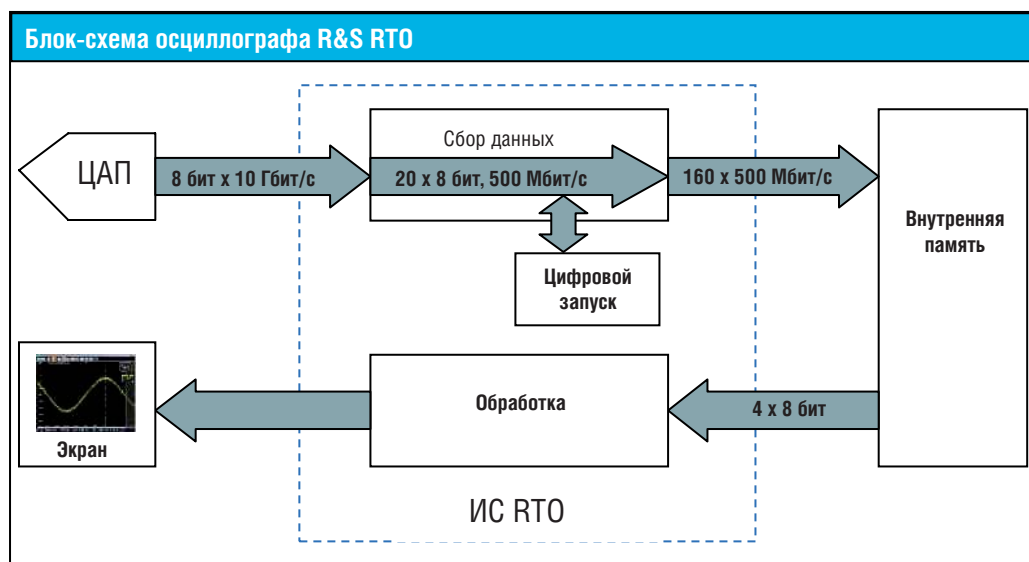 Блок-схема осциллографа R&S RTO
Сбор данных
ЦАП
8 бит x 10 Гбит/с
20 x 8 бит, 500 Мбит/с
160 x 500 Мбит/с
Внутренняя
память
Цифровой
запуск
Экран
Обработка
4 x 8 бит
ИС RTO